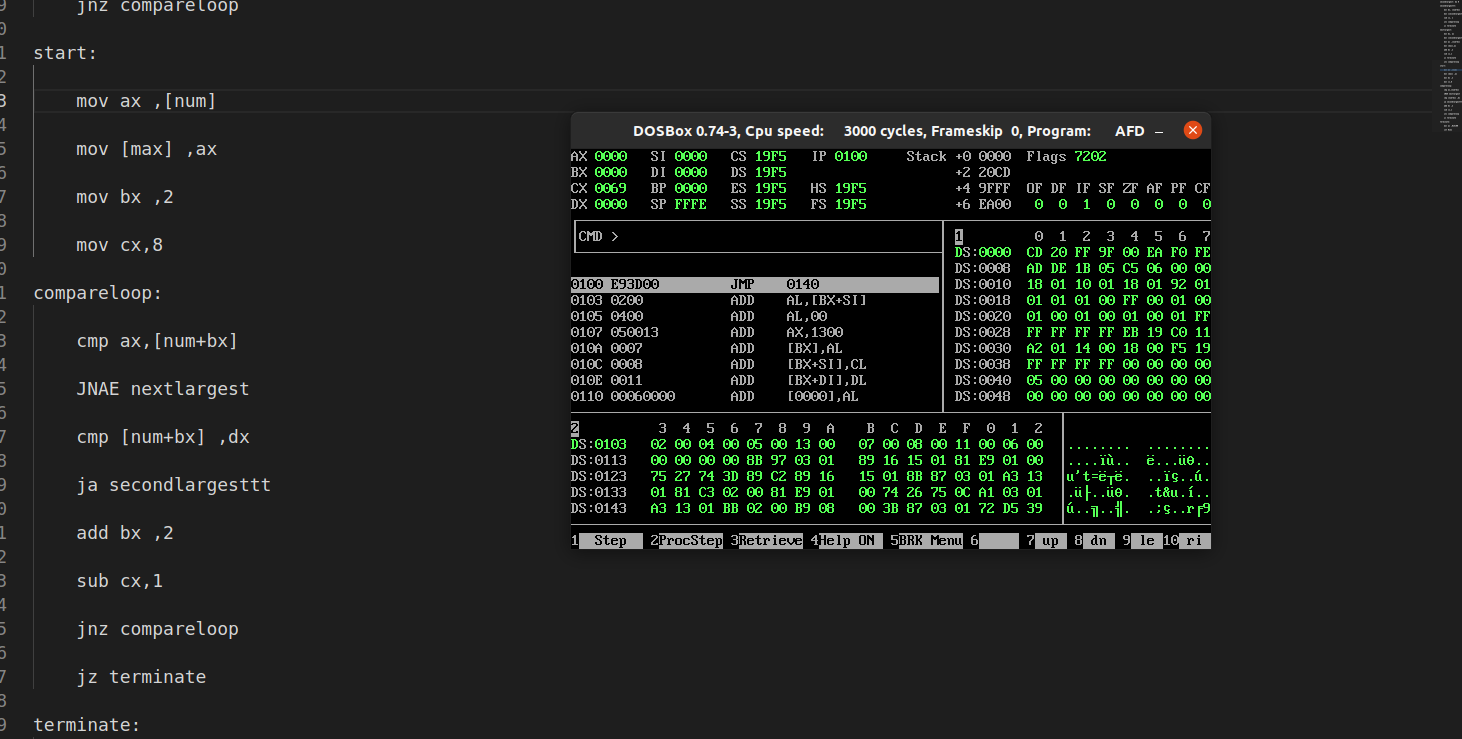 jnz compareloop
start:
mov ax ,[num]
mov [max] ,ax
mov bx ,2
mov cx,8
compareloop:
cmp ax,[num+bx]
JNAE nextlargest
cmp [num+bx] ,dx
ja secondlargesttt
add bx ,2
sub cx,1
jnz compareloop
jz terminate
terminate:
DOSBox 0.74-3, Cpu speed: 3000 cycles, Frameskip 0, Program: AFD
AX 0000 SI 0000 CS 19F5 IP 0100 Stack +0 0000 Flags 7202
BX 0000 DI 0000 DS 19F5 +2 20CD
CX 0069 BP 0000 ES 19F5 HS 19F5 +4 9FFF OF DF IF SF ZF AF PF CF
DX 0000 SP FFFE SS 19F5 FS 19F5 +6 EA00 0 0 1 0 0 0 0 0
CMD >
0100 E93D00 JMP 0140
0103 0200 ADD AL,[BX+SI]
0105 0400 ADD AL,00
0107 050013 ADD AX,1300
010A 0007 ADD [BX],AL
010C 0008 ADD [BX+SI],CL
010E 0011 ADD [BX+DI],DL
0110 00060000 ADD [0000],AL
1 0 1 2 3 4 5 6 7
DS:0000 CD 20 FF 9F 00 EA F0 FE
DS:0008 AD DE 1B 05 C5 06 00 00
DS:0010 18 01 10 01 18 01 92 01
DS:0018 01 01 01 00 FF 00 01 00
DS:0020 01 00 01 00 01 00 01 FF
DS:0028 FF FF FF FF EB 19 C0 11
DS:0030 A2 01 14 00 18 00 F5 19
DS:0038 FF FF FF FF 00 00 00 00
DS:0040 05 00 00 00 00 00 00 00
DS:0048 00 00 00 00 00 00 00 00
2 3 4 5 6 7 8 9 A B C D E F 0 1 2
DS:0103 02 00 04 00 05 00 13 00 07 00 08 00 11 00 06 00 ........ ........
DS:0113 00 00 00 00 8B 97 03 01 89 16 15 01 81 E9 01 00
DS:0123 75 27 74 3D 89 C2 89 16 15 01 8B 87 03 01 A3 13
DS:0133 01 81 C3 02 00 81 E9 01 00 74 26 75 0C A1 03 01
DS:0143 A3 13 01 BB 02 00 B9 08 00 3B 87 03 01 72 D5 39
1 Step 2ProcStep 3Retrieve 4Help ON 5BRK Menu 6 7 up 8 dn 9 le 10 ri